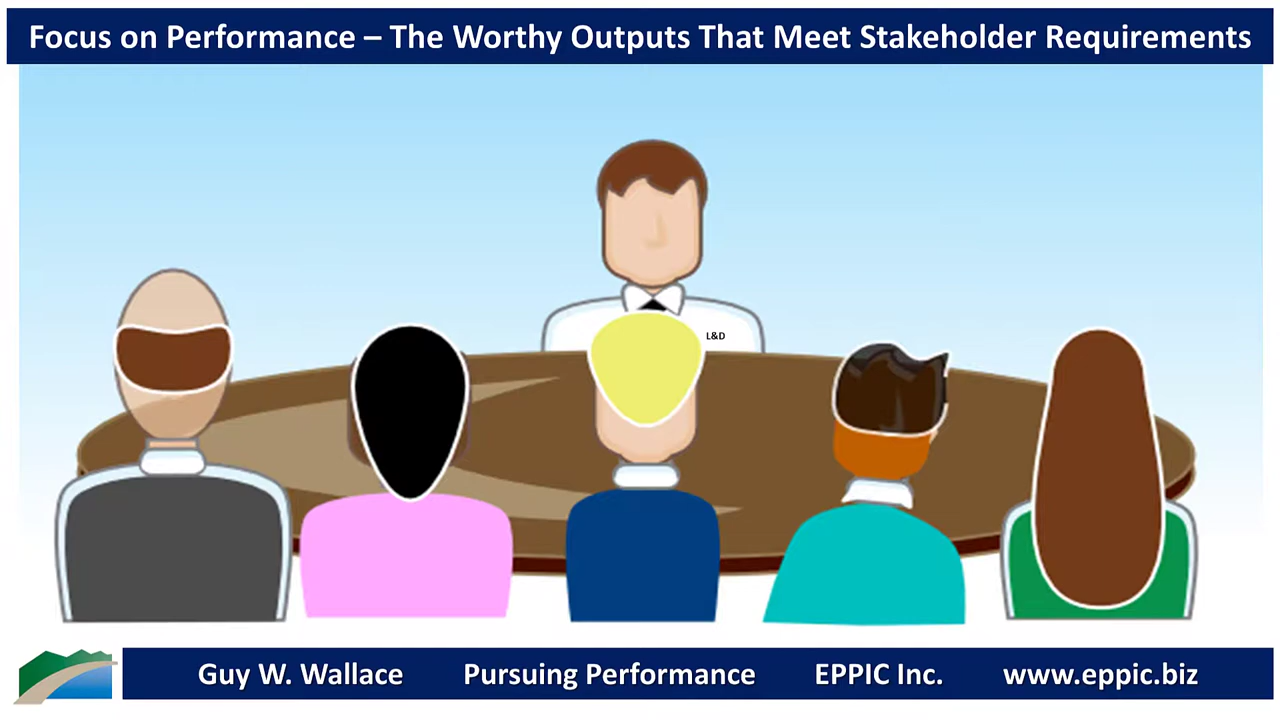 Focus on Performance – The Worthy Outputs That Meet Stakeholder Requirements
L&D
Guy W. Wallace Pursuing Performance EPPIC Inc. www.eppic.biz